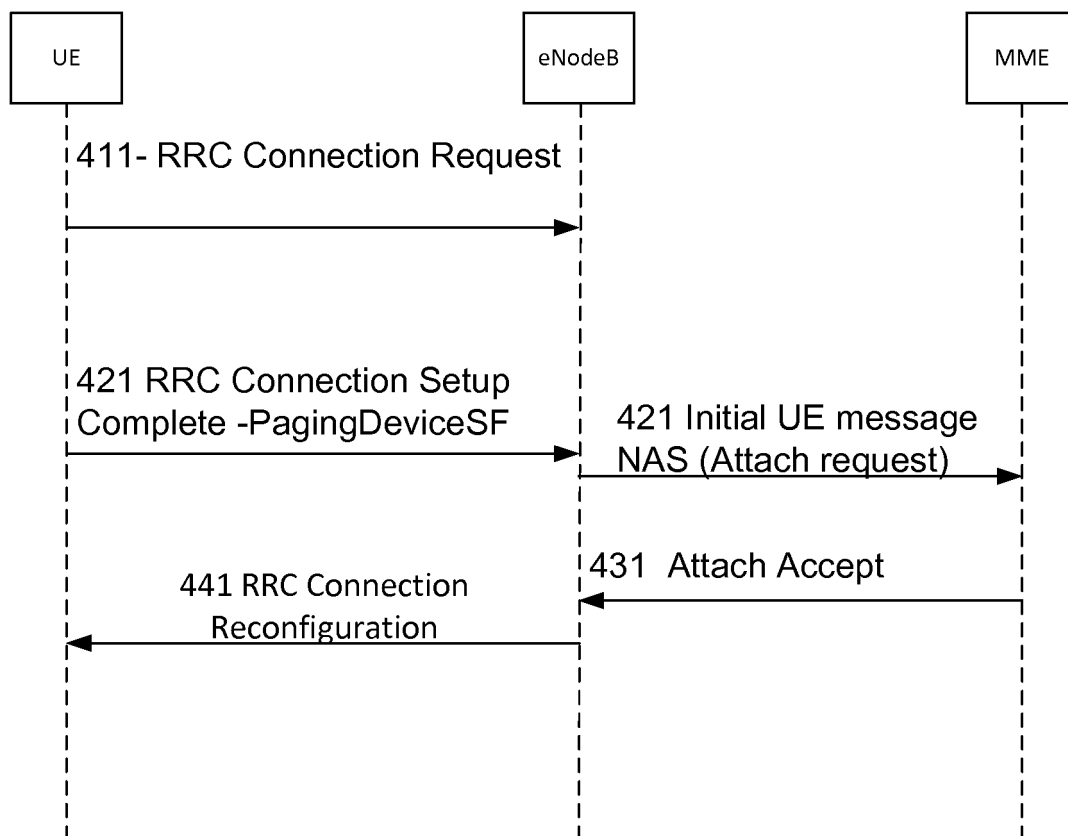 UE
eNodeB
MME
411- RRC Connection Request
421 RRC Connection Setup
Complete -PagingDeviceSF
421 Initial UE message
NAS (Attach request)
431  Attach Accept
441 RRC Connection
Reconfiguration